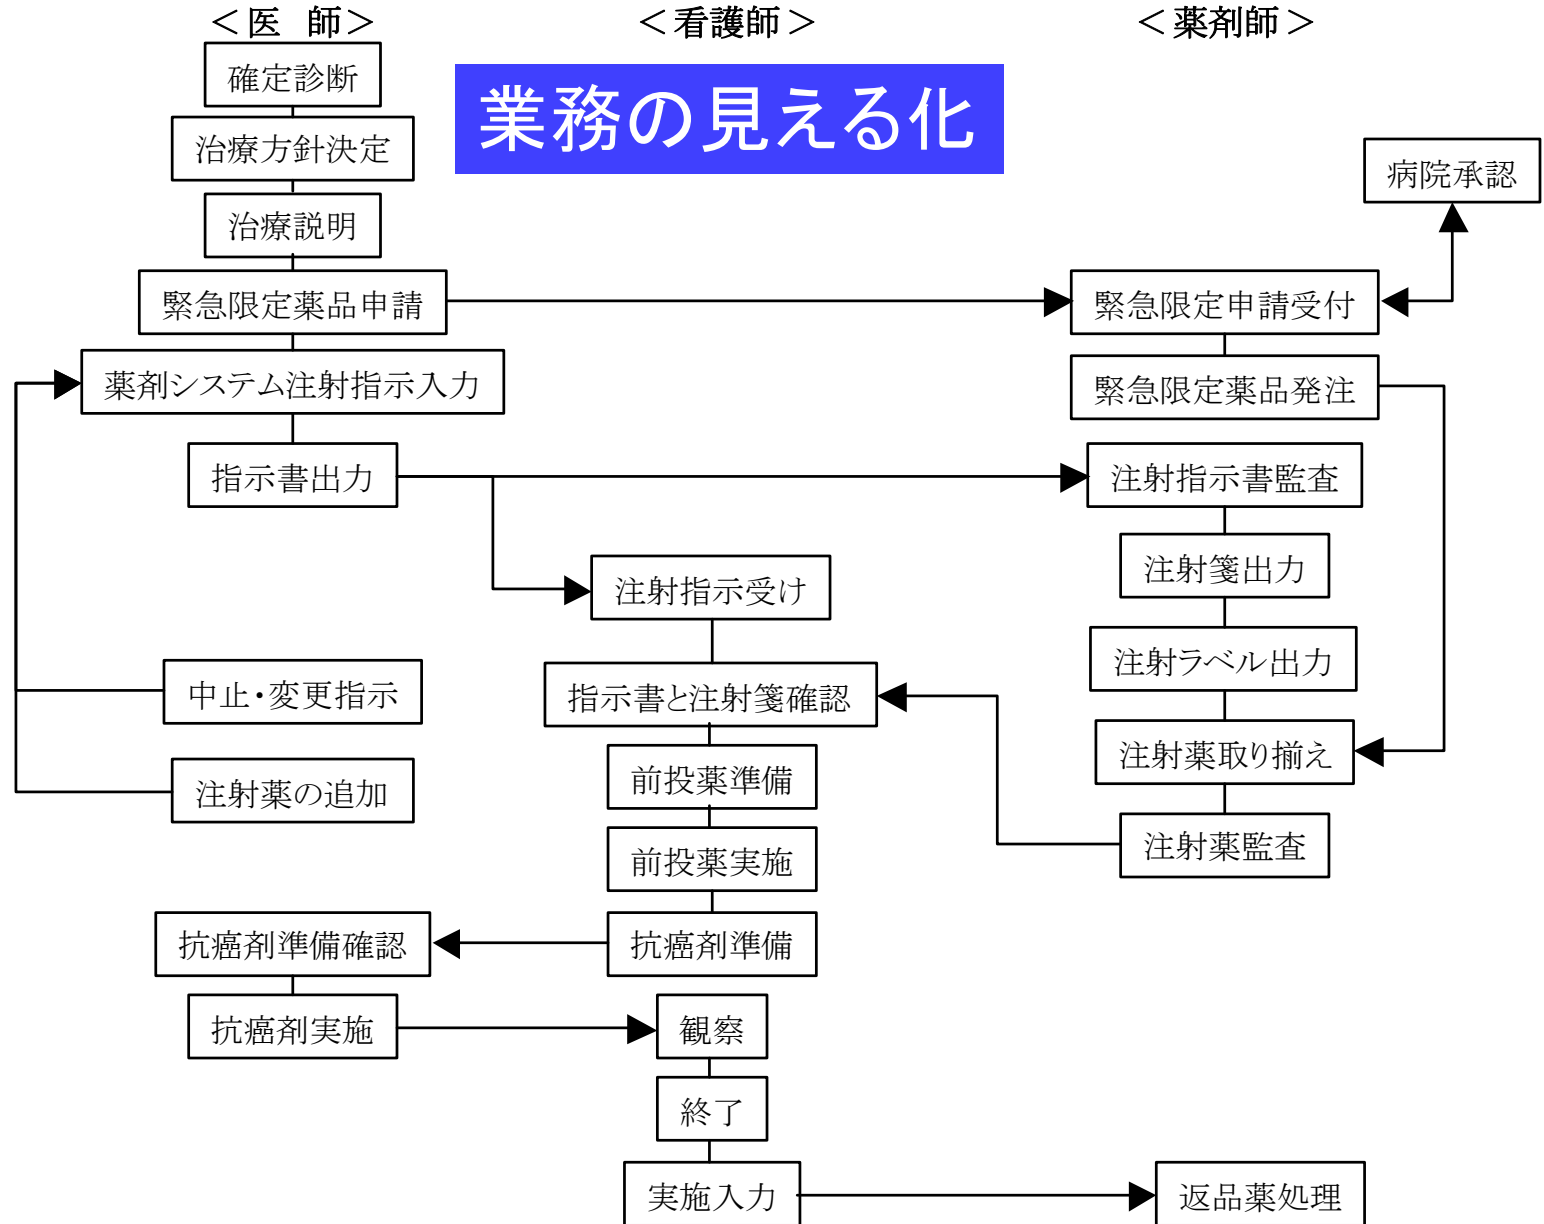 ＜医　師＞
＜看護師＞
＜薬剤師＞
業務の見える化
確定診断
治療方針決定
病院承認
治療説明
緊急限定薬品申請
緊急限定申請受付
薬剤システム注射指示入力
緊急限定薬品発注
指示書出力
注射指示書監査
注射箋出力
注射指示受け
注射ラベル出力
中止・変更指示
指示書と注射箋確認
注射薬取り揃え
注射薬の追加
前投薬準備
前投薬実施
注射薬監査
抗癌剤準備確認
抗癌剤準備
抗癌剤実施
観察
終了
実施入力
返品薬処理